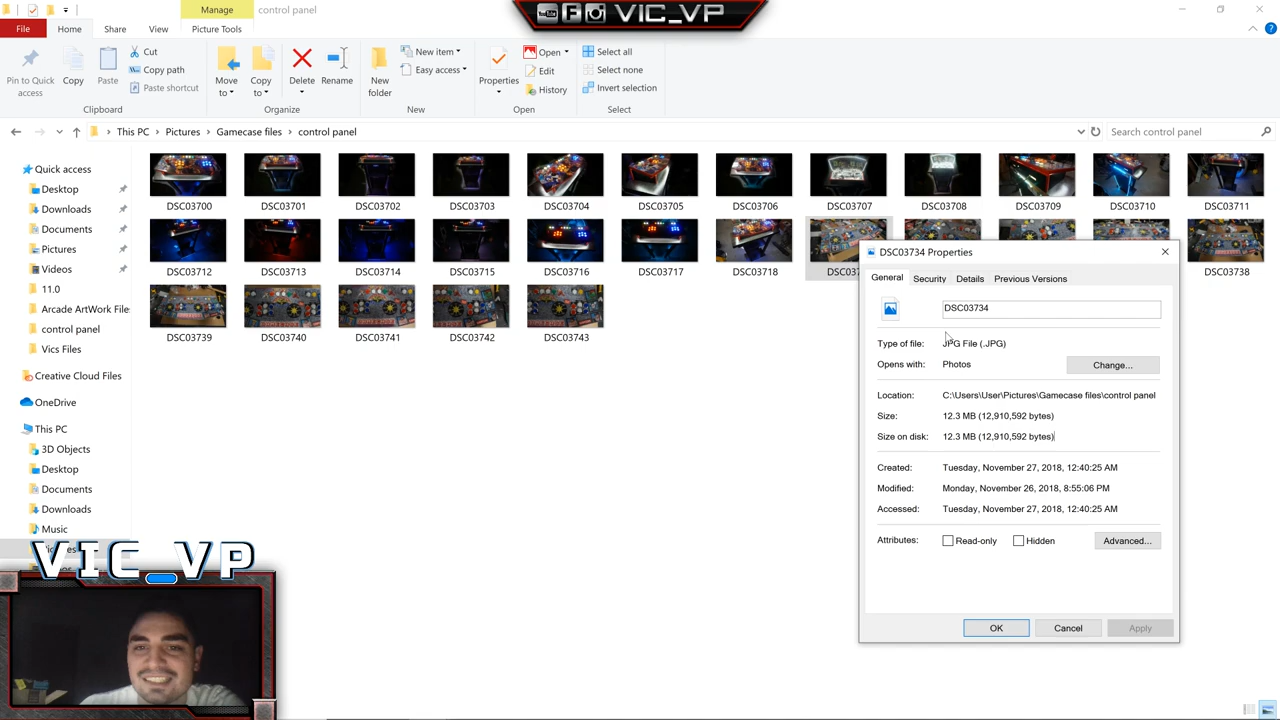 Manage
control panel
VIC_VP
File
Home
Share
View
Picture Tools
Pin to Quick access
Copy
Paste
Cut
Copy path
Paste shortcut
Clipboard
Move to
Copy to
Delete
Rename
Organize
New folder
New item
Easy access
New
Properties
Open
Edit
History
Open
Select all
Select none
Invert selection
Select
This PC
Pictures
Gamecase files
control panel
Search control panel
Quick access
Desktop
Downloads
Documents
Pictures
Videos
11.0
Arcade ArtWork File
control panel
Vics Files
Creative Cloud Files
OneDrive
This PC
3D Objects
Desktop
Documents
Downloads
Music
DSC03700 DSC03701 DSC03702 DSC03703 DSC03704 DSC03705 DSC03706 DSC03707 DSC03708 DSC03709 DSC03710 DSC03711
DSC03712 DSC03713 DSC03714 DSC03715 DSC03716 DSC03717 DSC03718 DSC03738
DSC03739 DSC03740 DSC03741 DSC03742 DSC03743
DSC03734 Properties
General Security Details Previous Versions
DSC03734
Type of file: JPG File (.JPG)
Opens with: Photos Change...
Location: C:\Users\User\Pictures\Gamecase files\control panel
Size: 12.3 MB (12,910,592 bytes)
Size on disk: 12.3 MB (12,910,592 bytes)
Created: Tuesday, November 27, 2018, 12:40:25 AM
Modified: Monday, November 26, 2018, 8:55:06 PM
Accessed: Tuesday, November 27, 2018, 12:40:25 AM
Attributes: Read-only Hidden Advanced...
OK Cancel Apply
VIC_VP